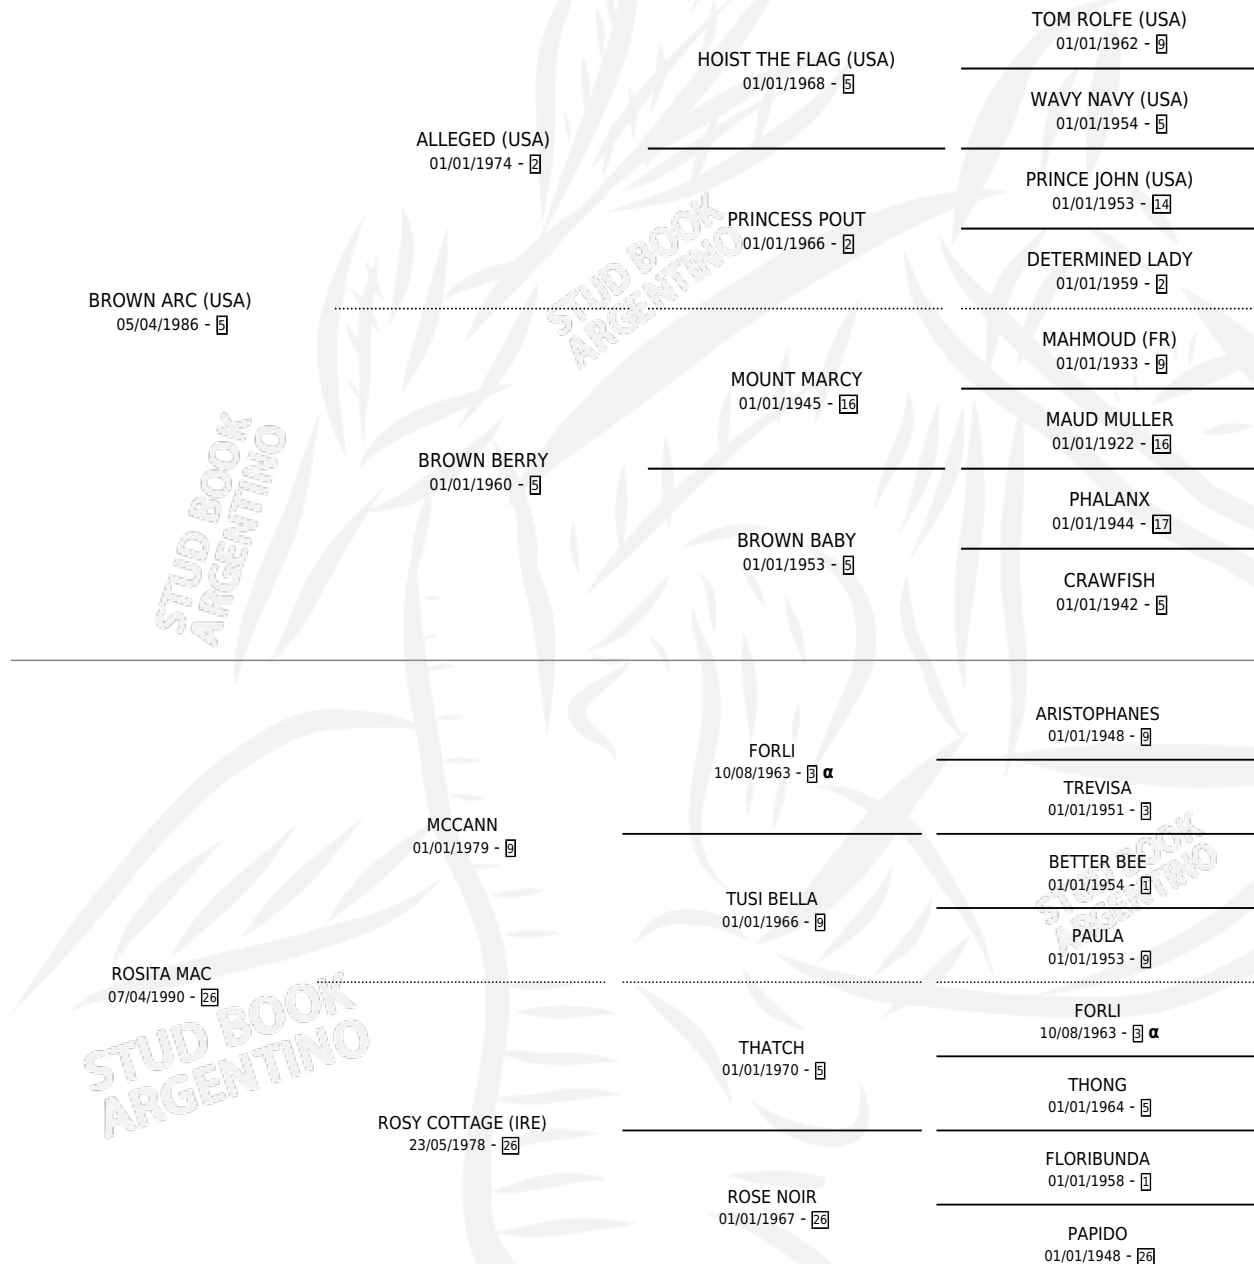 TOM ROLFE (USA)
01/01/1962 - 9
HOIST THE FLAG (USA)
01/01/1968 - 5
WAVY NAVY (USA)
01/01/1954 - 5
ALLEGED (USA)
01/01/1974 - 2
PRINCE JOHN (USA)
01/01/1953 - 14
PRINCESS POUT
01/01/1966 - 2
DETERMINED LADY
01/01/1959 - 2
BROWN ARC (USA)
05/04/1986 - 5
STUD BOOK
ARGENTINO
MAHMOUD (FR)
01/01/1933 - 9
MOUNT MARCY
01/01/1945 - 16
MAUD MULLER
01/01/1922 - 16
BROWN BERRY
01/01/1960 - 5
PHALANX
01/01/1944 - 17
BROWN BABY
01/01/1953 - 5
CRAWFISH
01/01/1942 - 5
STUD BOOK
ARGENTINO
ARISTOPHANES
01/01/1948 - 9
FORLI
10/08/1963 - 3 α
TREVISA
01/01/1951 - 3
MCCANN
01/01/1979 - 9
BETTER BEE
01/01/1954 - 1
TUSI BELLA
01/01/1966 - 9
PAULA
01/01/1953 - 9
STUD BOOK
ARGENTINO
ROSITA MAC
07/04/1990 - 26
FORLI
10/08/1963 - 3 α
THATCH
01/01/1970 - 5
THONG
01/01/1964 - 5
STUD BOOK
ARGENTINO
ROSY COTTAGE (IRE)
23/05/1978 - 26
FLORIBUNDA
01/01/1958 - 1
ROSE NOIR
01/01/1967 - 26
PAPIDO
01/01/1948 - 26